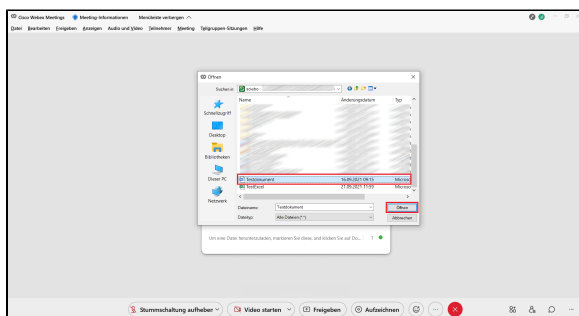 Cisco Webex Meetings Meeting-Informationen Menüleiste verbergen
Datei Bearbeiten Freigeben Anzeigen Audio und Video Teilnehmer Meeting Teilgruppen-Sitzungen Hilfe
Öffnen
Suchen in:
Name Änderungsdatum Typ
Schnellzugriff
Desktop
Bibliotheken
Dieser PC
Testdokument 16.09.2021 09:15 Microso
TestExcel 21.09.2021 11:59 Microso
Netzwerk
Dateiname: Testdokument Öffnen
Dateityp: Alle Dateien (*.*) Abbrechen
Um einer Datei herunterzuladen, markieren Sie diese, und klicken Sie auf Do... 1
Stummschaltung aufheben Video starten Freigeben Aufzeichnen